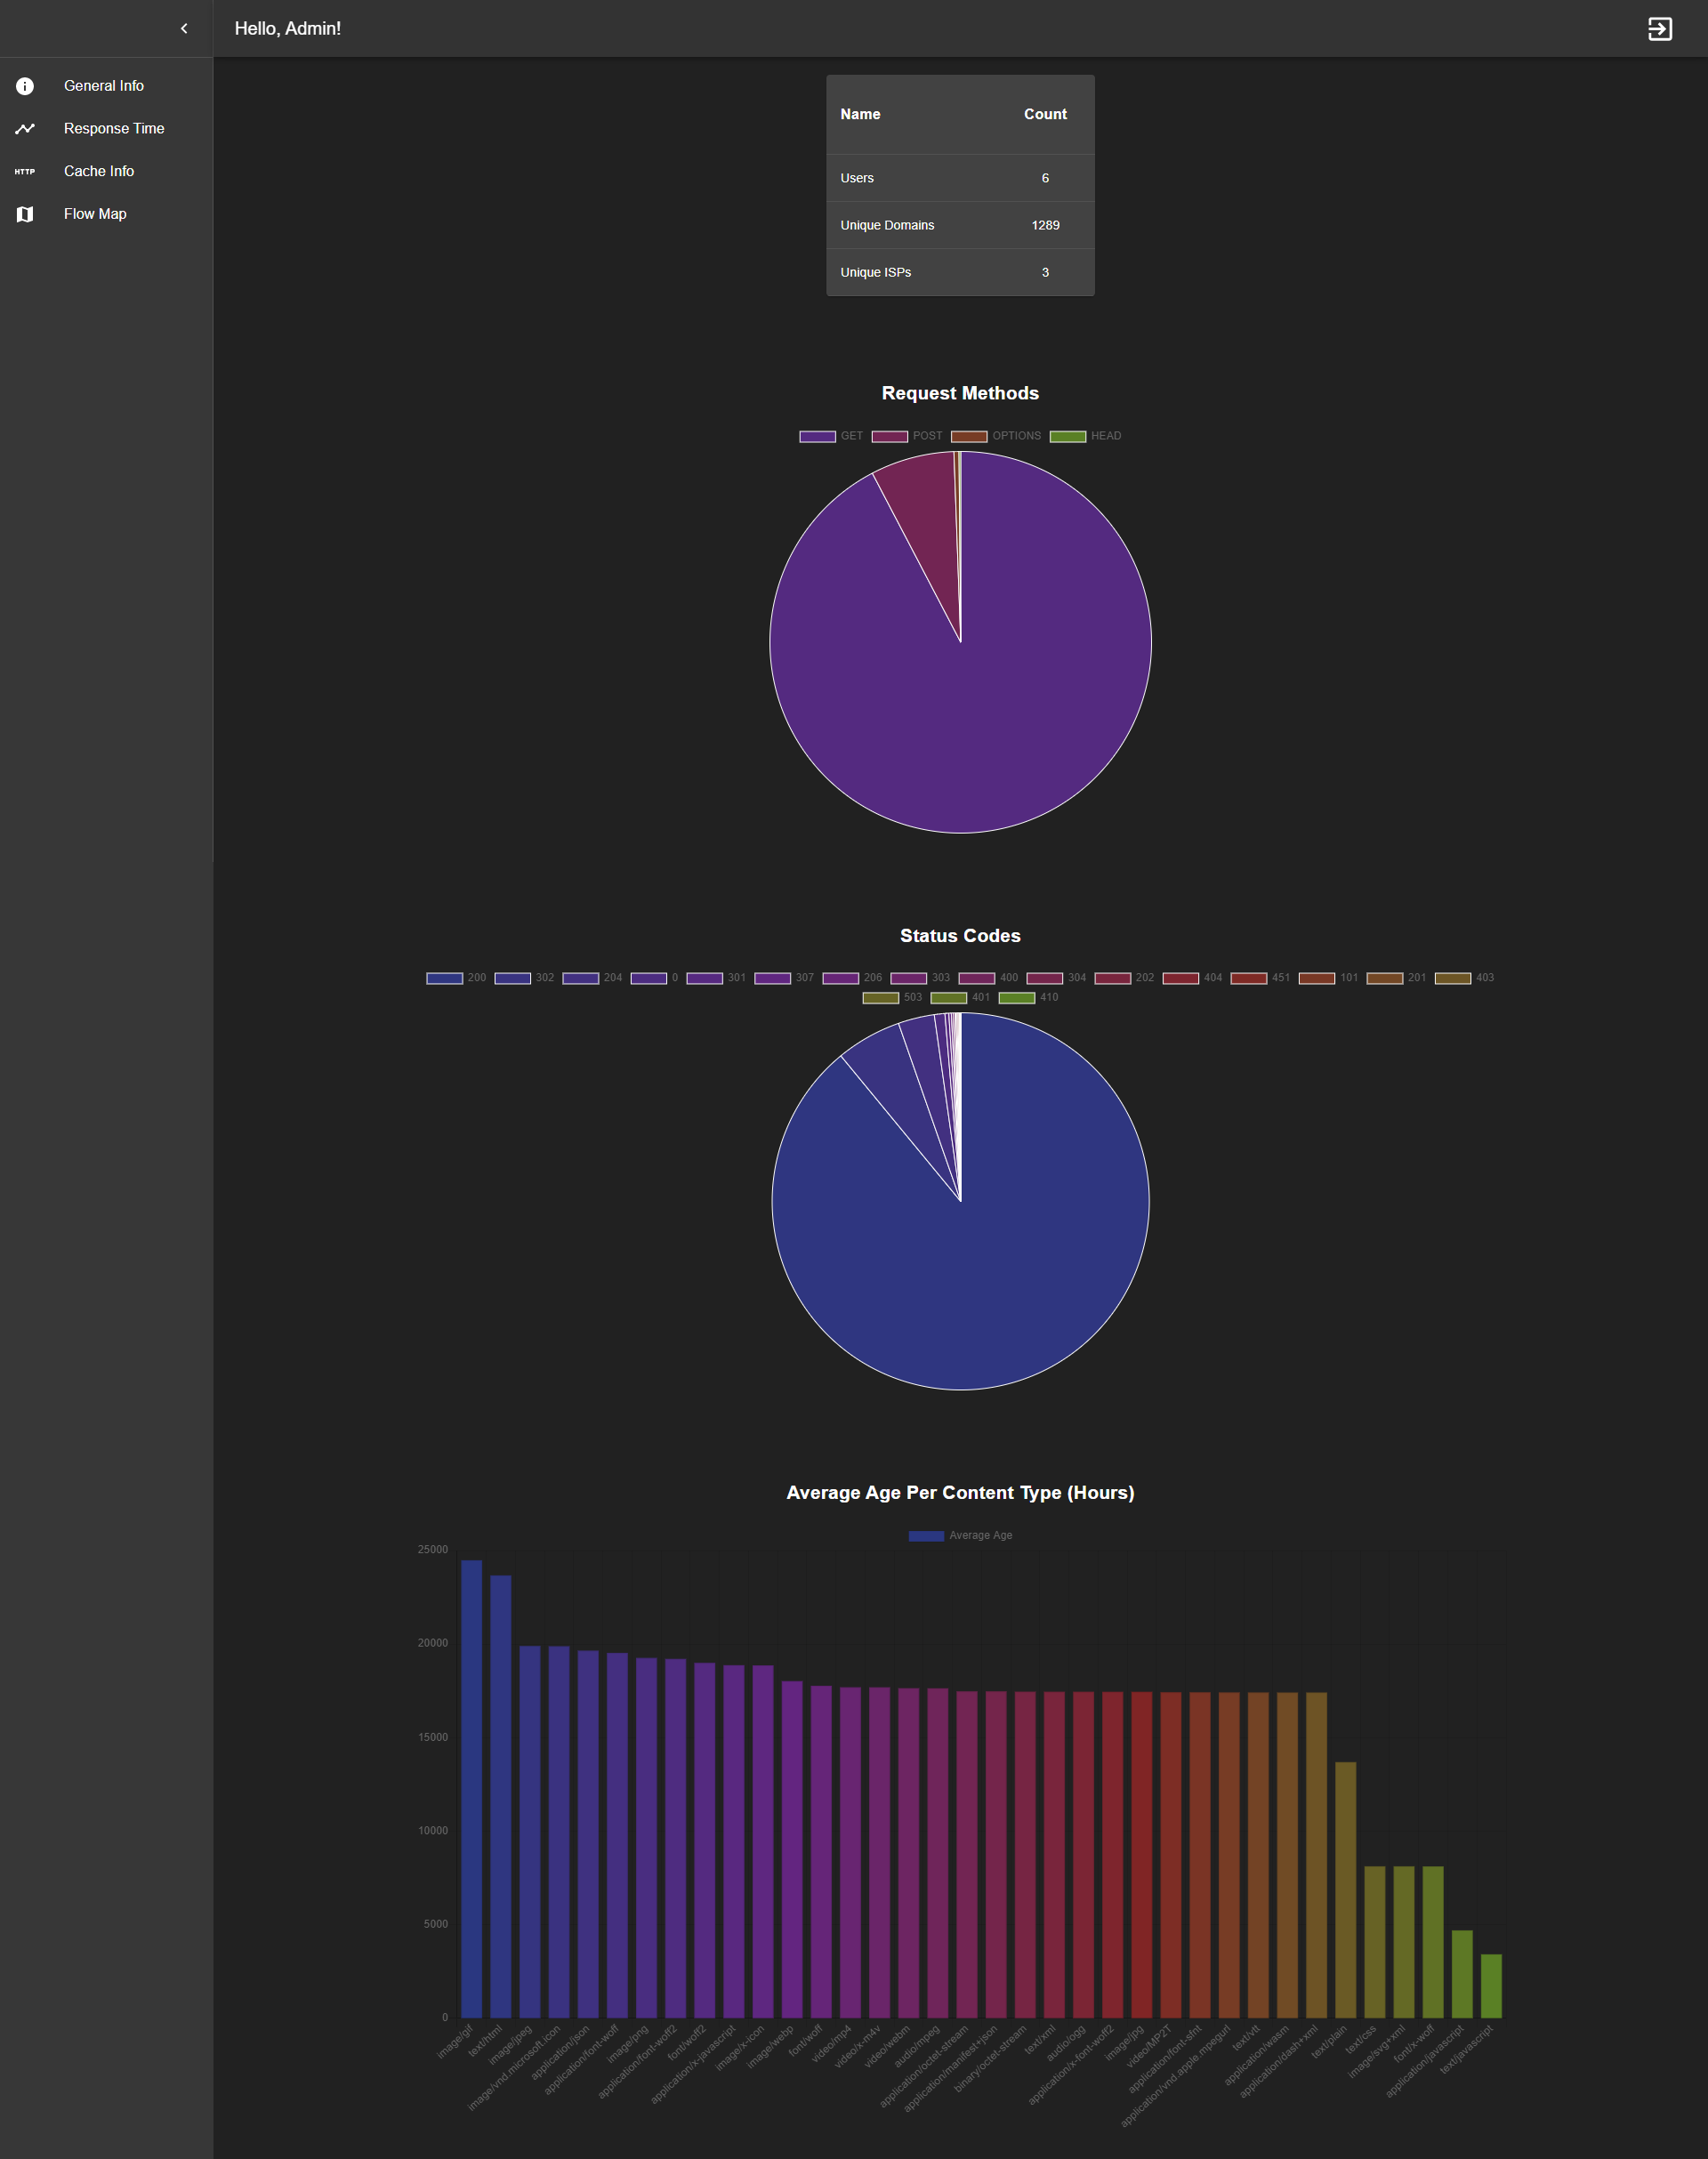 Hello, Admin!
General Info
Response Time
Cache Info
Flow Map
Name Count
Users 6
Unique Domains 1289
Unique ISPs 3
Request Methods
GET POST OPTIONS HEAD
Status Codes
200 302 204 0 301 307 206 303 400 304 202 404 451 101 201 403
503 401 410
Average Age Per Content Type (Hours)
Average Age
25000
20000
15000
10000
5000
0
image/gif
text/html
image/jpeg
image/vnd.microsoft.icon
application/json
application/font-woff
image/png
application/font-woff2
font/woff2
application/x-javascript
image/x-icon
image/webp
font/woff
video/mp4
video/x-m4v
video/webm
audio/mpeg
application/octet-stream
application/manifest+json
binary/octet-stream
text/xml
audio/ogg
application/x-font-woff2
image/jpg
video/MP2T
application/font-sfnt
application/vnd.apple.mpegurl
text/vtt
application/wasm
application/dash+xml
text/plain
text/css
image/svg+xml
font/x-woff
application/javascript
text/javascript